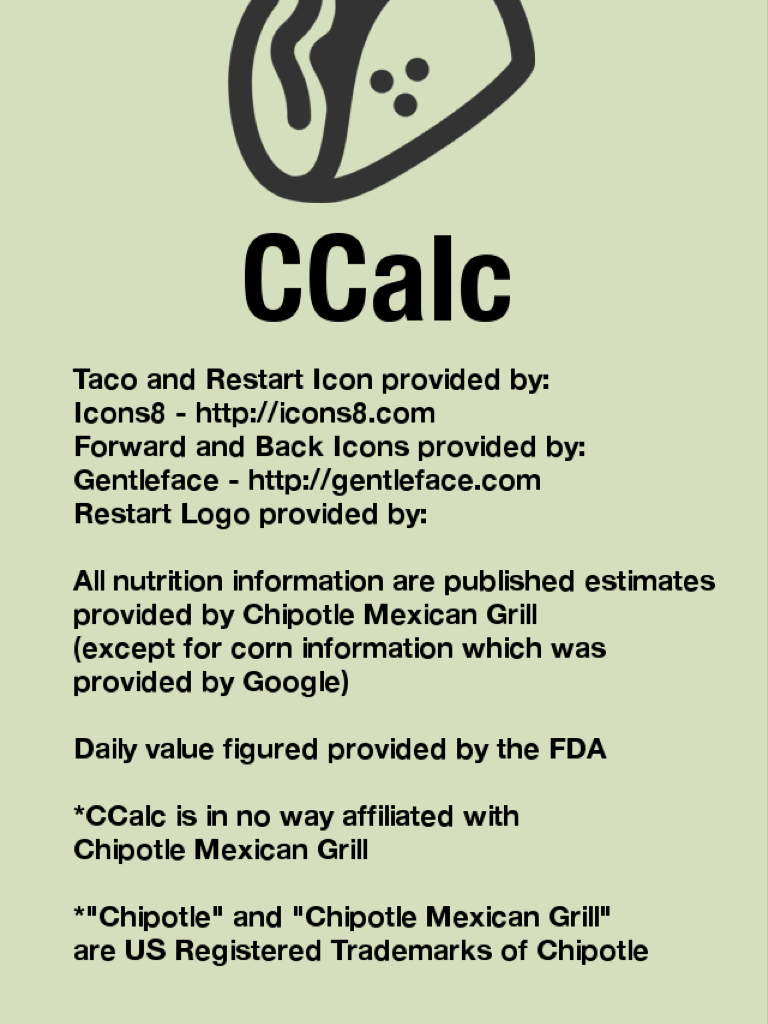 CCalc
Taco and Restart Icon provided by:
Icons8 - http://icons8.com
Forward and Back Icons provided by:
Gentleface - http://gentleface.com
Restart Logo provided by:
All nutrition information are published estimates
provided by Chipotle Mexican Grill
(except for corn information which was
provided by Google)
Daily value figured provided by the FDA
*CCalc is in no way affiliated with
Chipotle Mexican Grill
*"Chipotle" and "Chipotle Mexican Grill"
are US Registered Trademarks of Chipotle